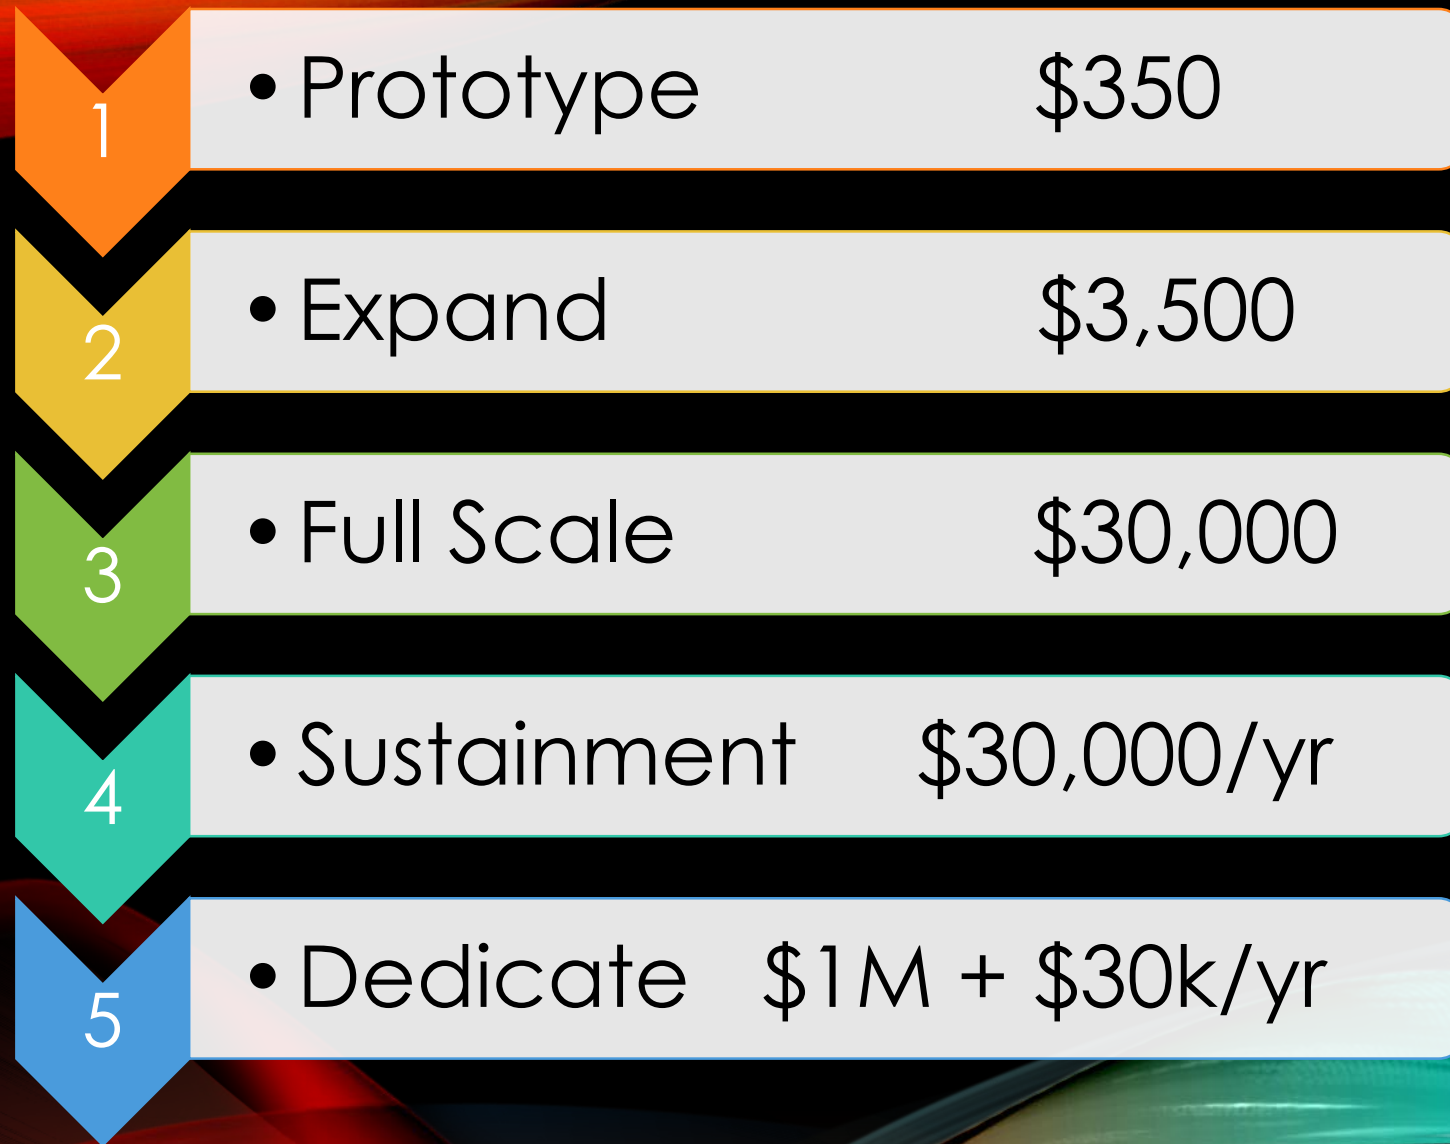 1 • Prototype $350
2 • Expand $3,500
3 • Full Scale $30,000
4 • Sustainment $30,000/yr
5 • Dedicate $1M + $30k/yr